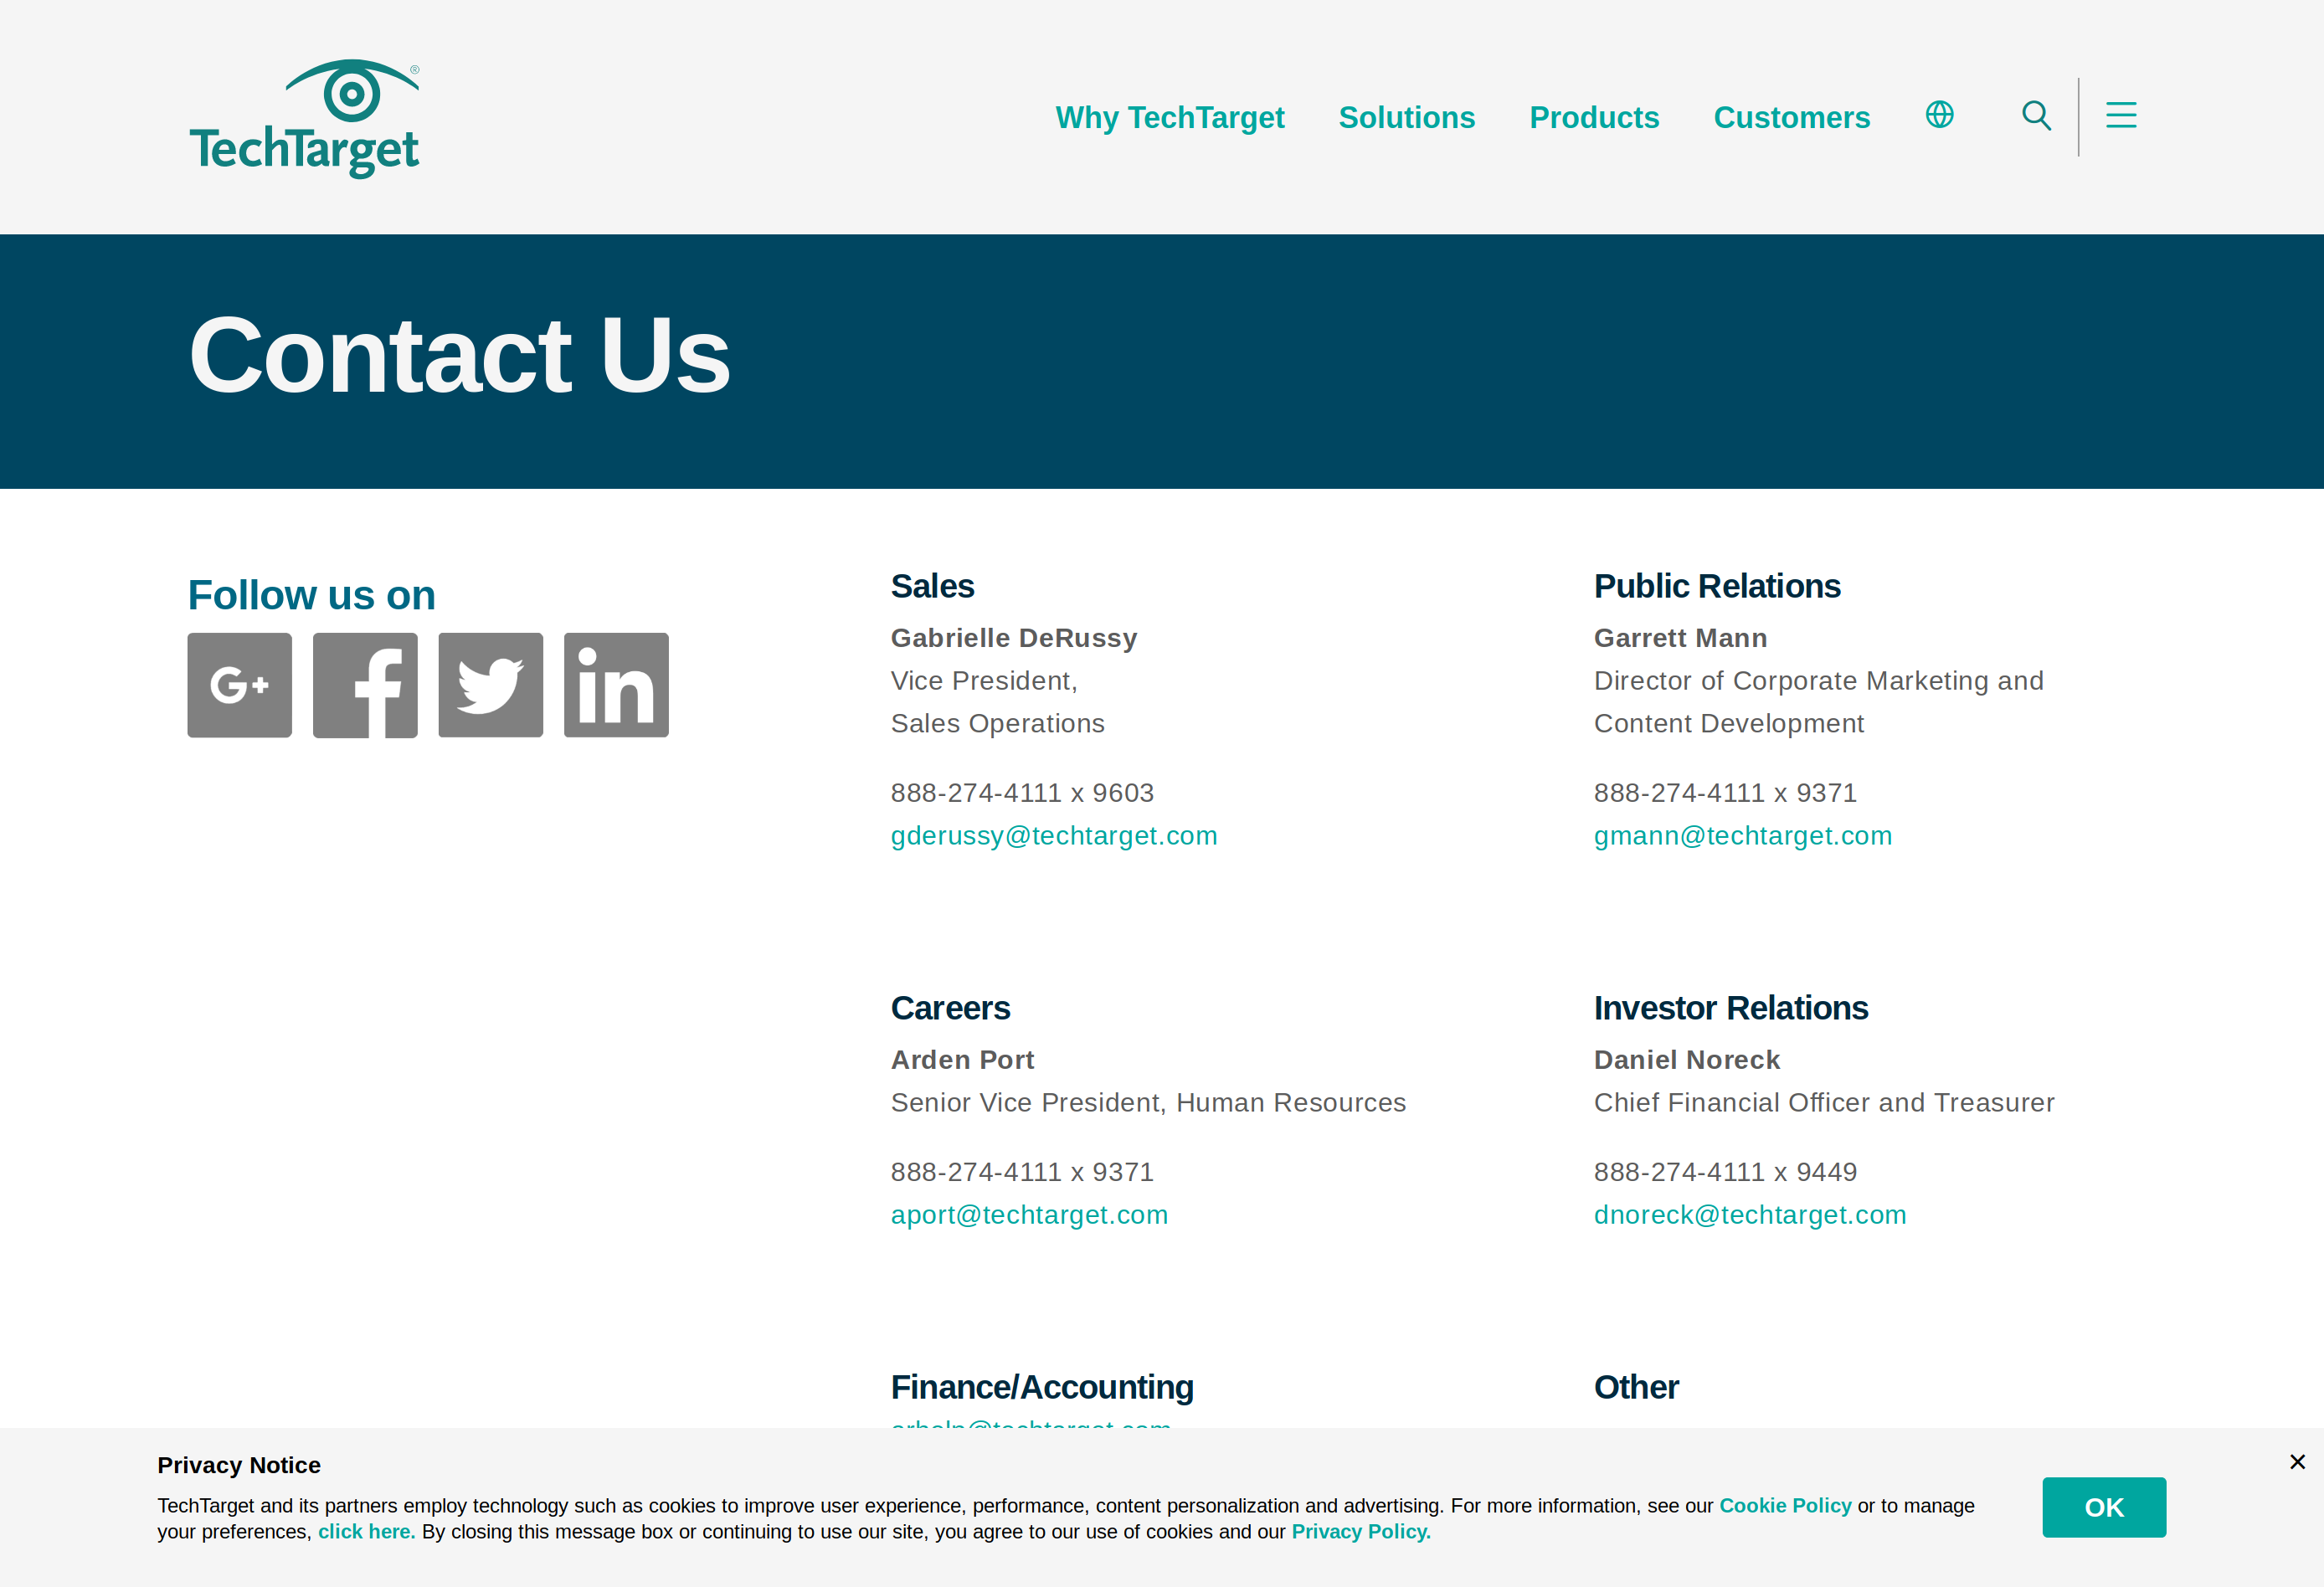 TechTarget ®
Why TechTarget Solutions Products Customers
Contact Us
Follow us on
Sales
Gabrielle DeRussy
Vice President,
Sales Operations
888-274-4111 x 9603
gderussy@techtarget.com
Public Relations
Garrett Mann
Director of Corporate Marketing and
Content Development
888-274-4111 x 9371
gmann@techtarget.com
Careers
Arden Port
Senior Vice President, Human Resources
888-274-4111 x 9371
aport@techtarget.com
Investor Relations
Daniel Noreck
Chief Financial Officer and Treasurer
888-274-4111 x 9449
dnoreck@techtarget.com
Finance/Accounting
Other
Privacy Notice
TechTarget and its partners employ technology such as cookies to improve user experience, performance, content personalization and advertising. For more information, see our Cookie Policy or to manage
your preferences, click here. By closing this message box or continuing to use our site, you agree to our use of cookies and our Privacy Policy.
OK
×